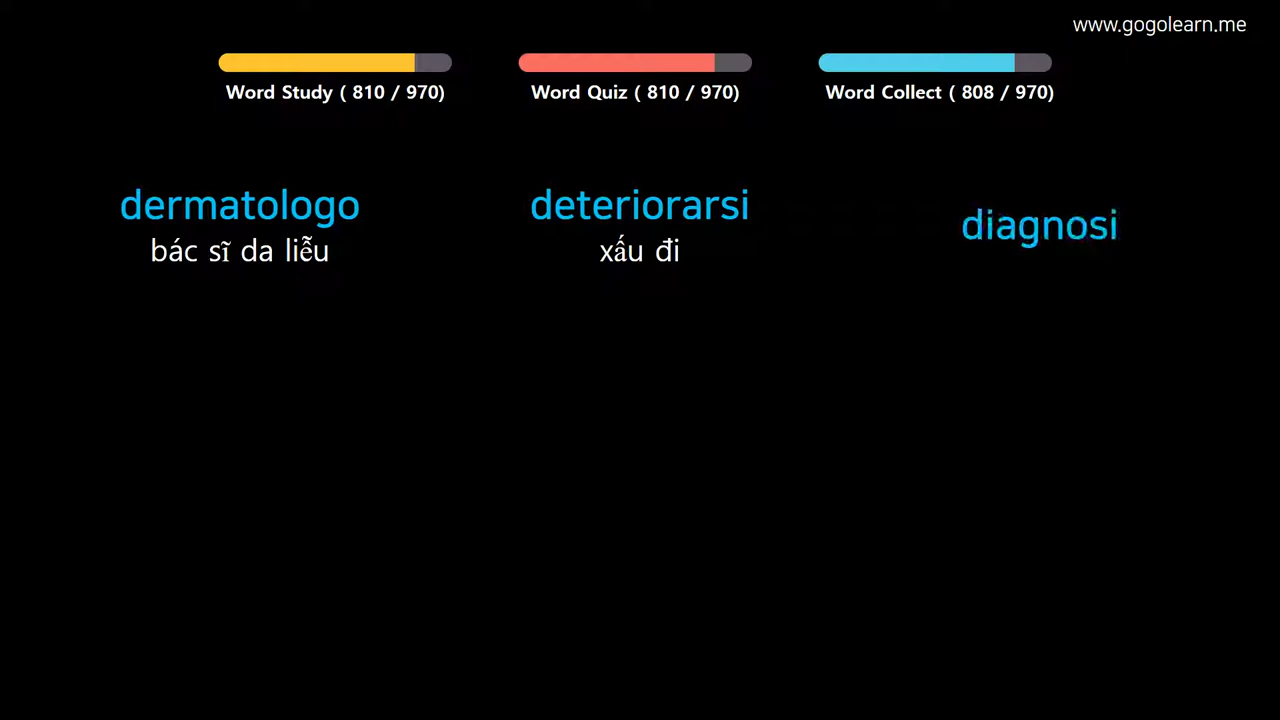 www.gogolearn.me
Word Study ( 810 / 970)
Word Quiz ( 810 / 970)
Word Collect ( 808 / 970)
dermatologo
bác sĩ da liễu
deteriorarsi
xấu đi
diagnosi